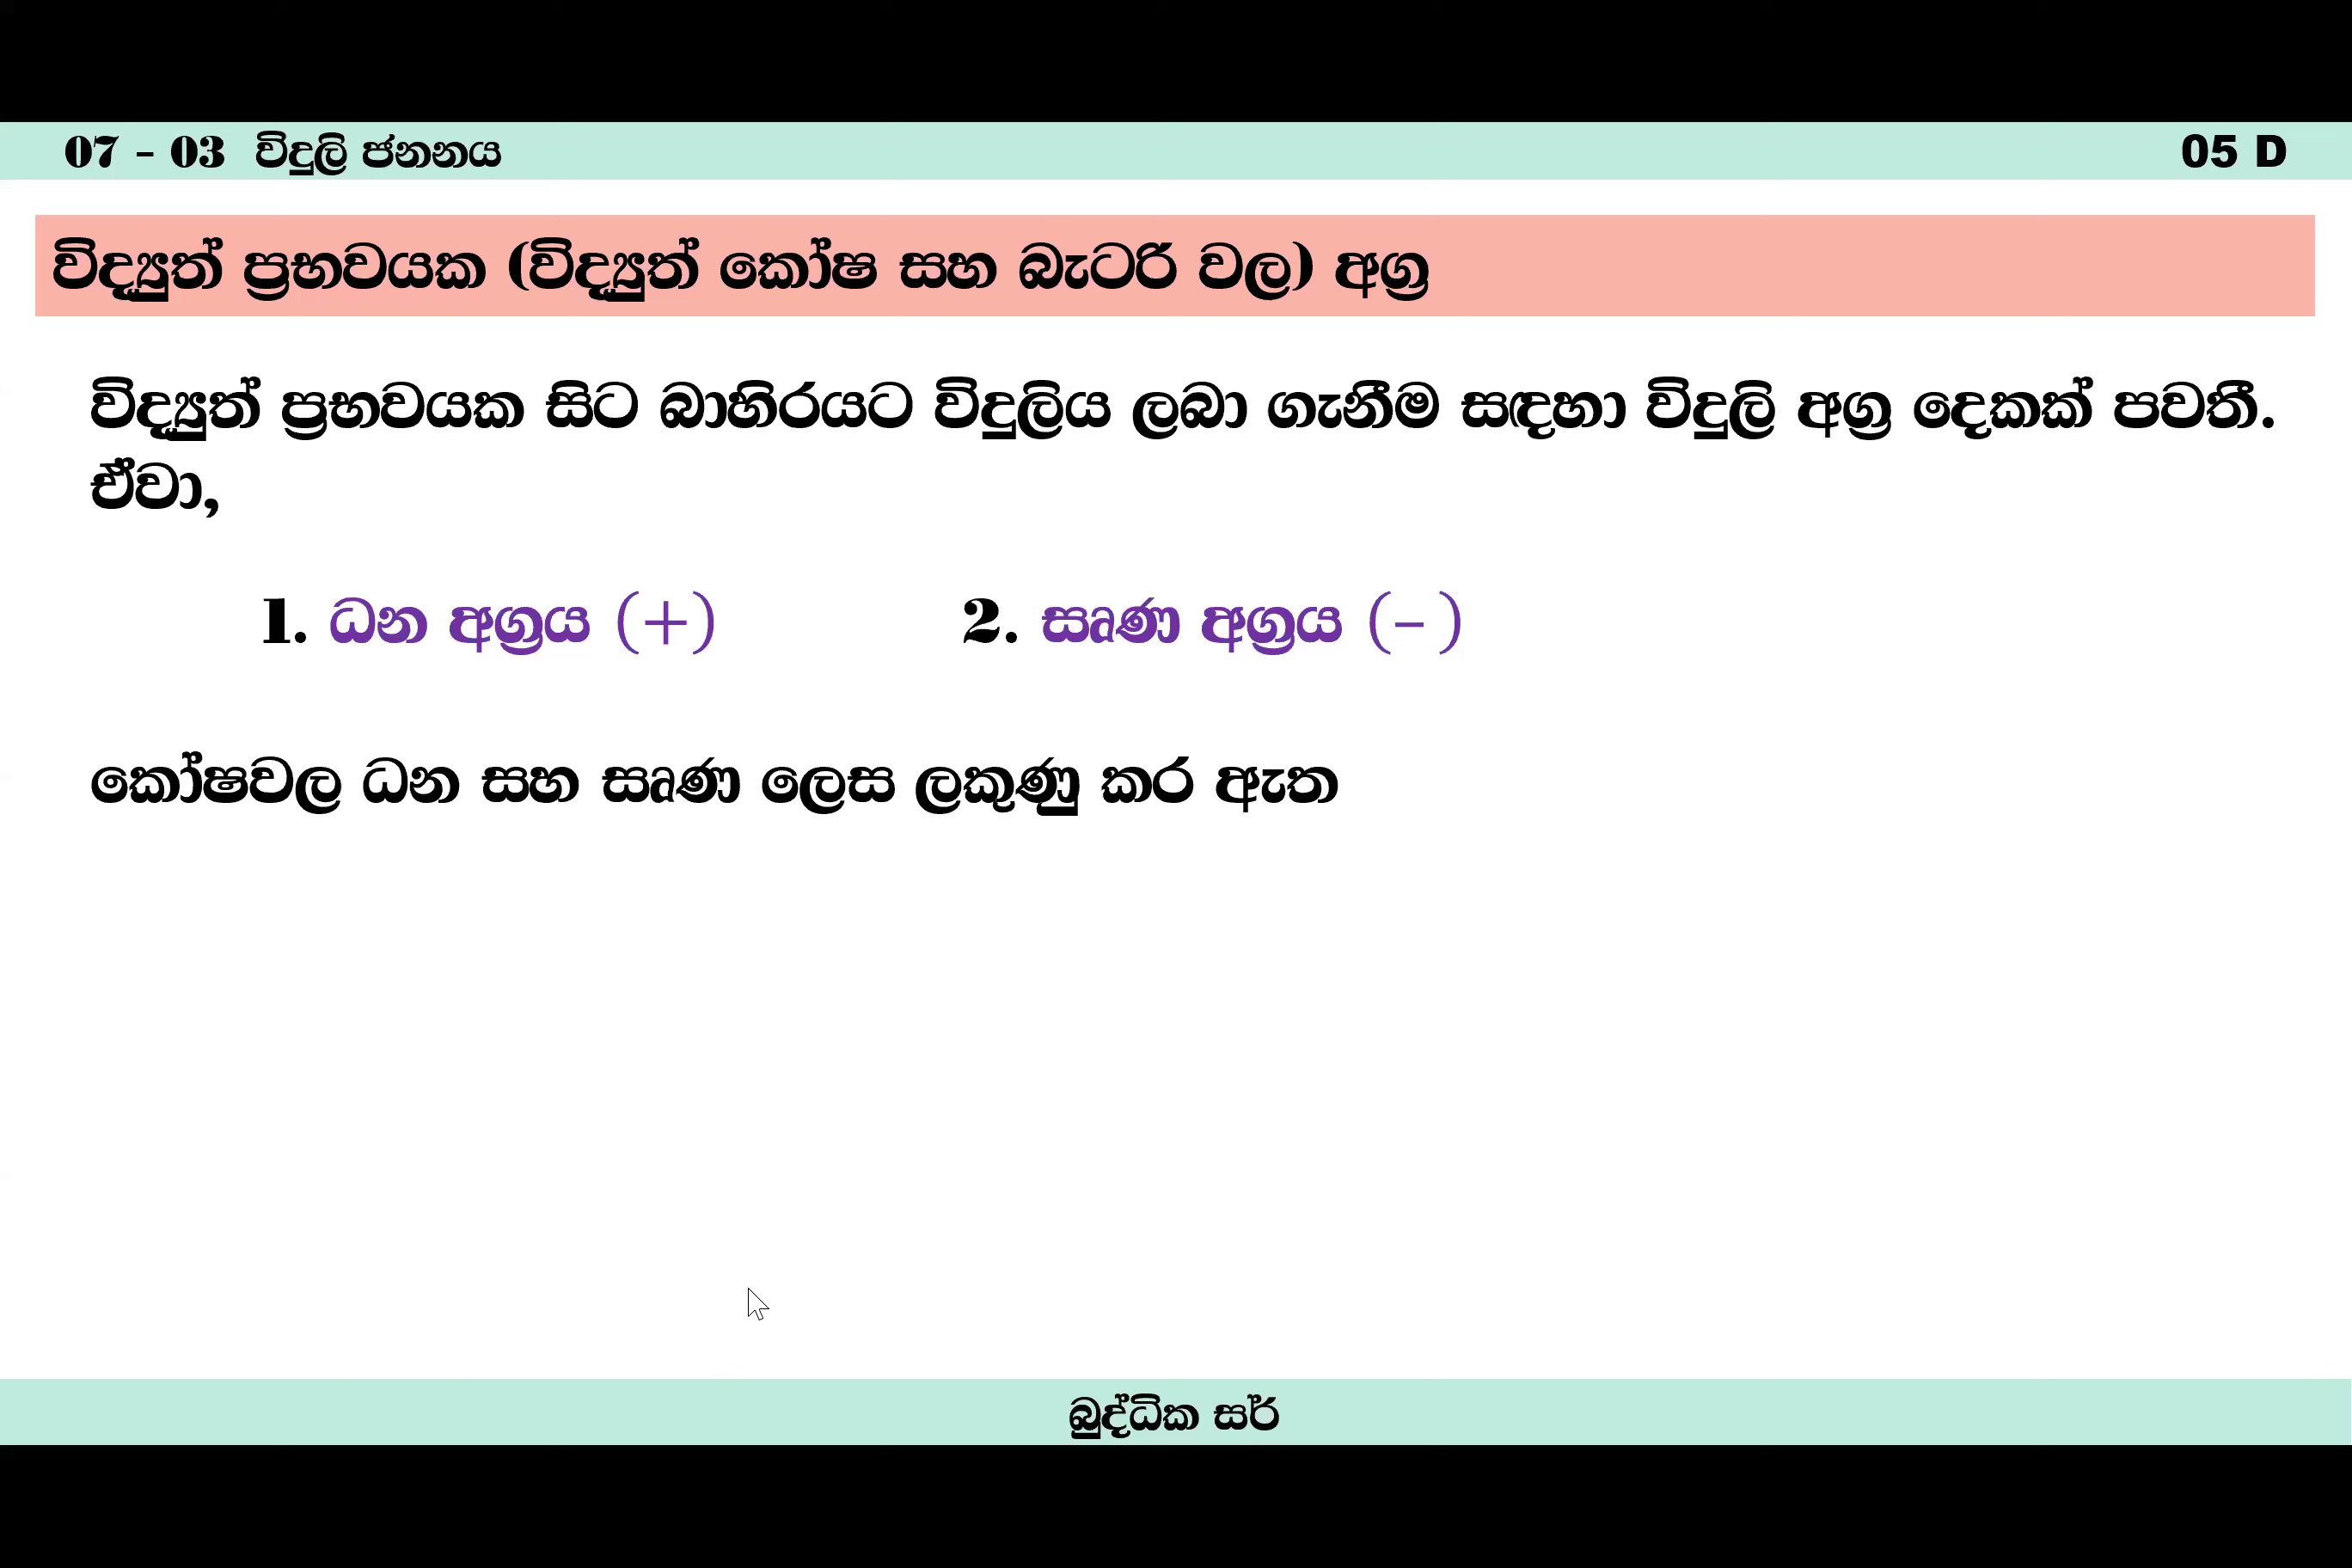 07 – 03 විදුලි ජනනය
05 D
විද්‍යුත් ප්‍රභවයක (විද්‍යුත් කෝෂ සහ බැටරි වල) අග්‍ර
විද්‍යුත් ප්‍රභවයක සිට බාහිරයට විදුලිය ලබා ගැනීම සඳහා විදුලි අග්‍ර දෙකක් පවතී.
ඒවා,
1. ධන අග්‍රය (+) 2. සෘණ අග්‍රය (– )
කෝෂවල ධන සහ සෘණ ලෙස ලකුණු කර ඇත
බුද්ධික සර්